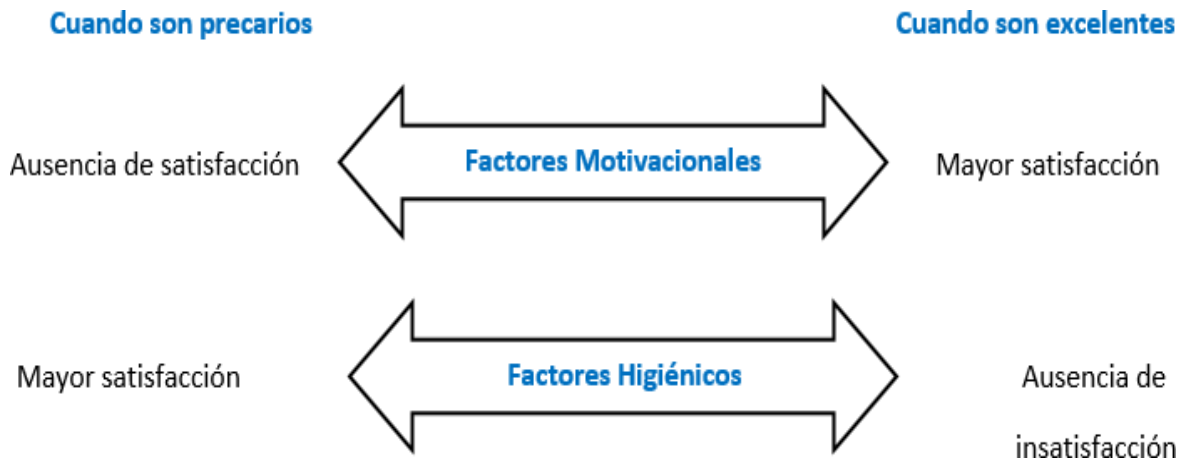 Cuando son precarios
Cuando son excelentes
Ausencia de satisfacción
Factores Motivacionales
Mayor satisfacción
Mayor satisfacción
Factores Higiénicos
Ausencia de
insatisfacción